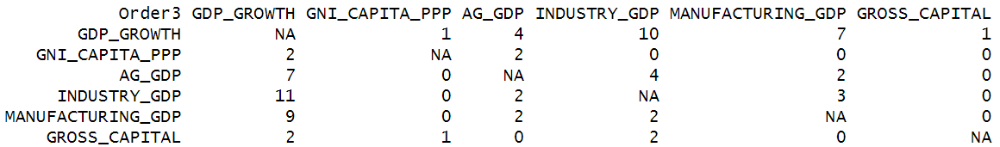 Order3 GDP_GROWTH GNI_CAPITA_PPP AG_GDP INDUSTRY_GDP MANUFACTURING_GDP GROSS_CAPITAL
GDP_GROWTH NA 1 4 10 7 1
GNI_CAPITA_PPP 2 NA 2 0 0 0
AG_GDP 7 0 NA 4 2 0
INDUSTRY_GDP 11 0 2 NA 3 0
MANUFACTURING_GDP 9 0 2 2 NA 0
GROSS_CAPITAL 2 1 0 2 0 NA